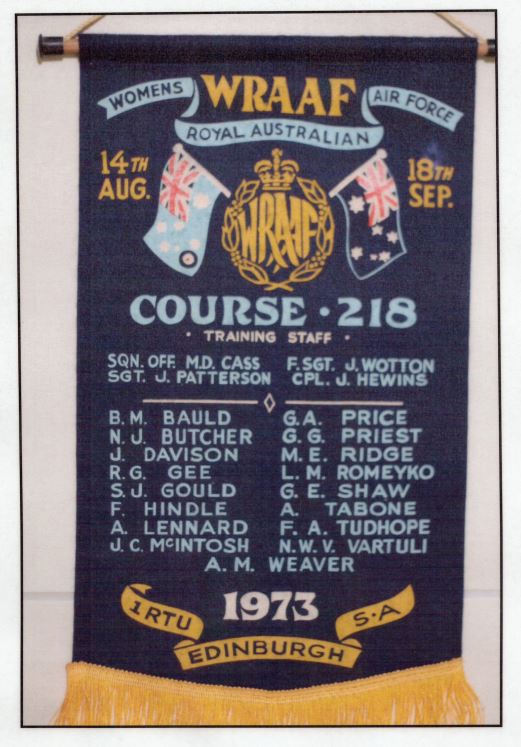 WOMENS WRAAF AIR FORCE
ROYAL AUSTRALIAN
14TH AUG.
18TH SEP.
WRAAF
COURSE · 218
· TRAINING STAFF ·
SQN. OFF. M.D. CASS F. SGT. J. WOTTON
SGT. J. PATTERSON CPL. J. HEWINS
B. M. BAULD G.A. PRICE
N. J. BUTCHER G. G. PRIEST
J. DAVISON M. E. RIDGE
R. G. GEE L. M. ROMEYKO
S. J. GOULD G. E. SHAW
F. HINDLE A. TABONE
A. LENNARD F. A. TUDHOPE
J. C. McINTOSH N.W.V. VARTULI
A. M. WEAVER
1973
1RTU EDINBURGH S·A